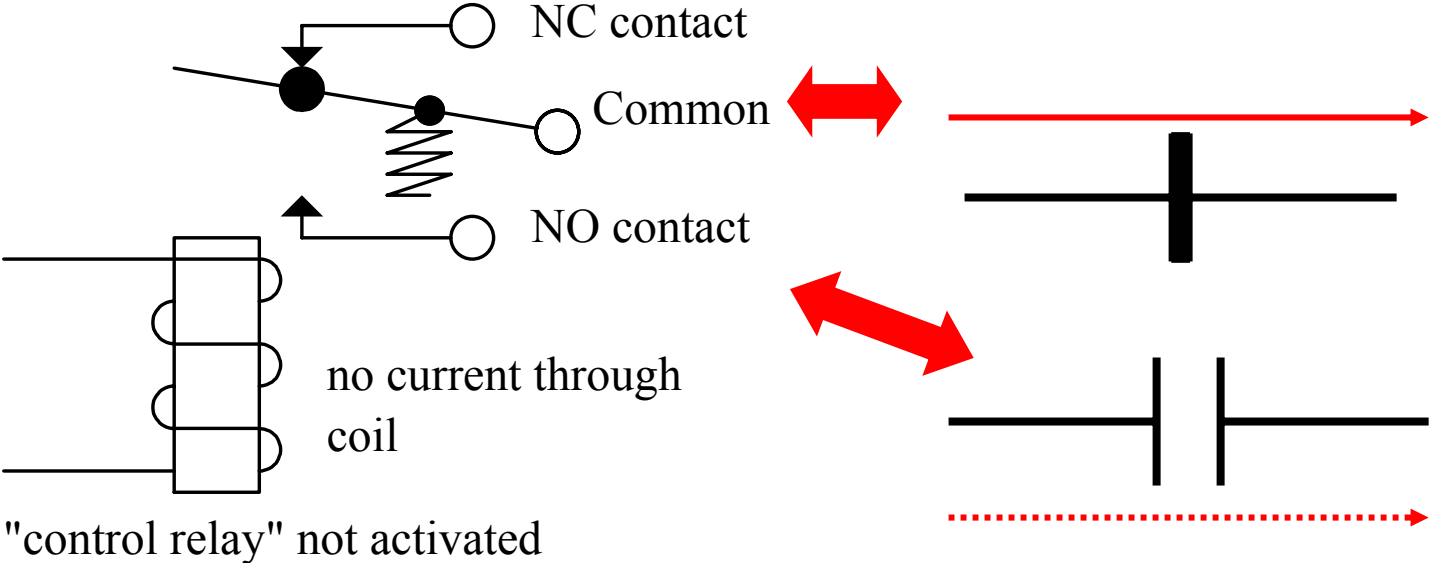 NC contact
Common
NO contact
no current through
coil
"control relay" not activated